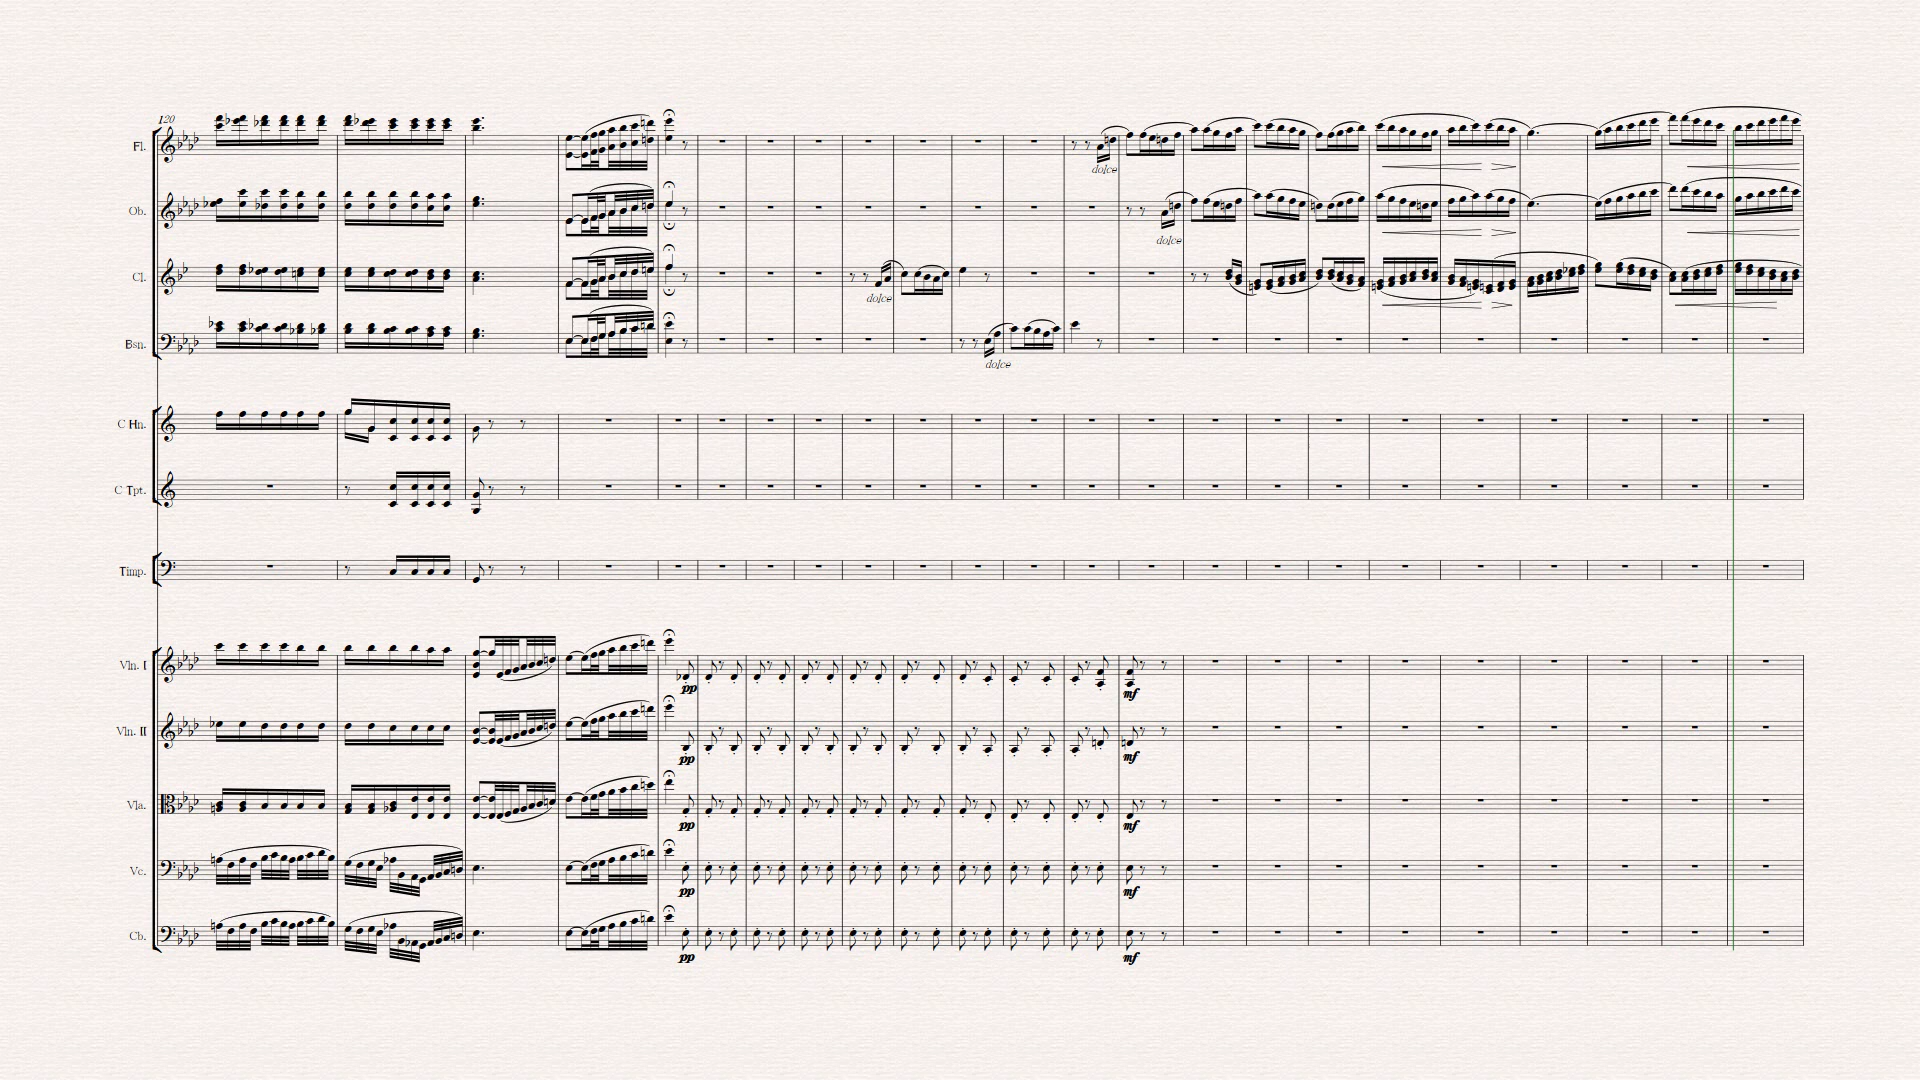 120
Fl.
dolce
Ob.
dolce
Cl.
dolce
Bsn.
dolce
C Hn.
C Tpt.
Timp.
Vln. I
pp
mf
Vln. II
pp
mf
Vla.
pp
mf
Vc.
pp
mf
Cb.
pp
mf